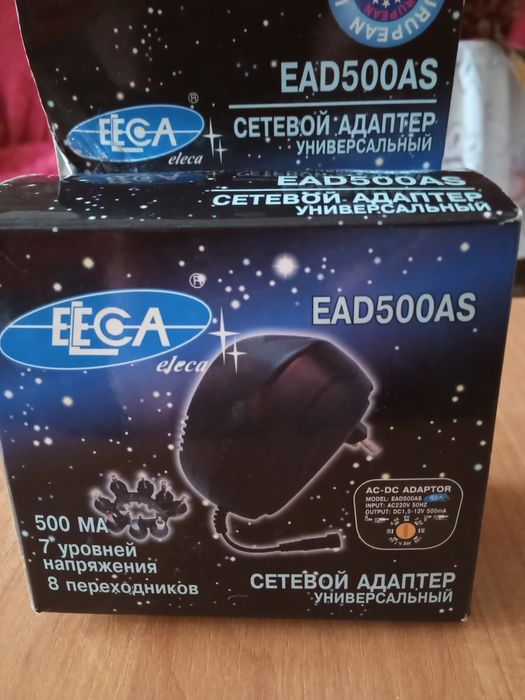 EAD500AS
ELECA ®
eleca
СЕТЕВОЙ АДАПТЕР
УНИВЕРСАЛЬНЫЙ
EAD500AS
СЕТЕВОЙ АДАПТЕР
УНИВЕРСАЛЬНЫЙ
ELECA ®
eleca
EAD500AS
AC-DC ADAPTOR
MODEL: EAD500AS
INPUT: AC220V 50HZ
OUTPUT: DC1,5-12V 500mA
500 МА
7 уровней
напряжения
8 переходников
СЕТЕВОЙ АДАПТЕР
УНИВЕРСАЛЬНЫЙ